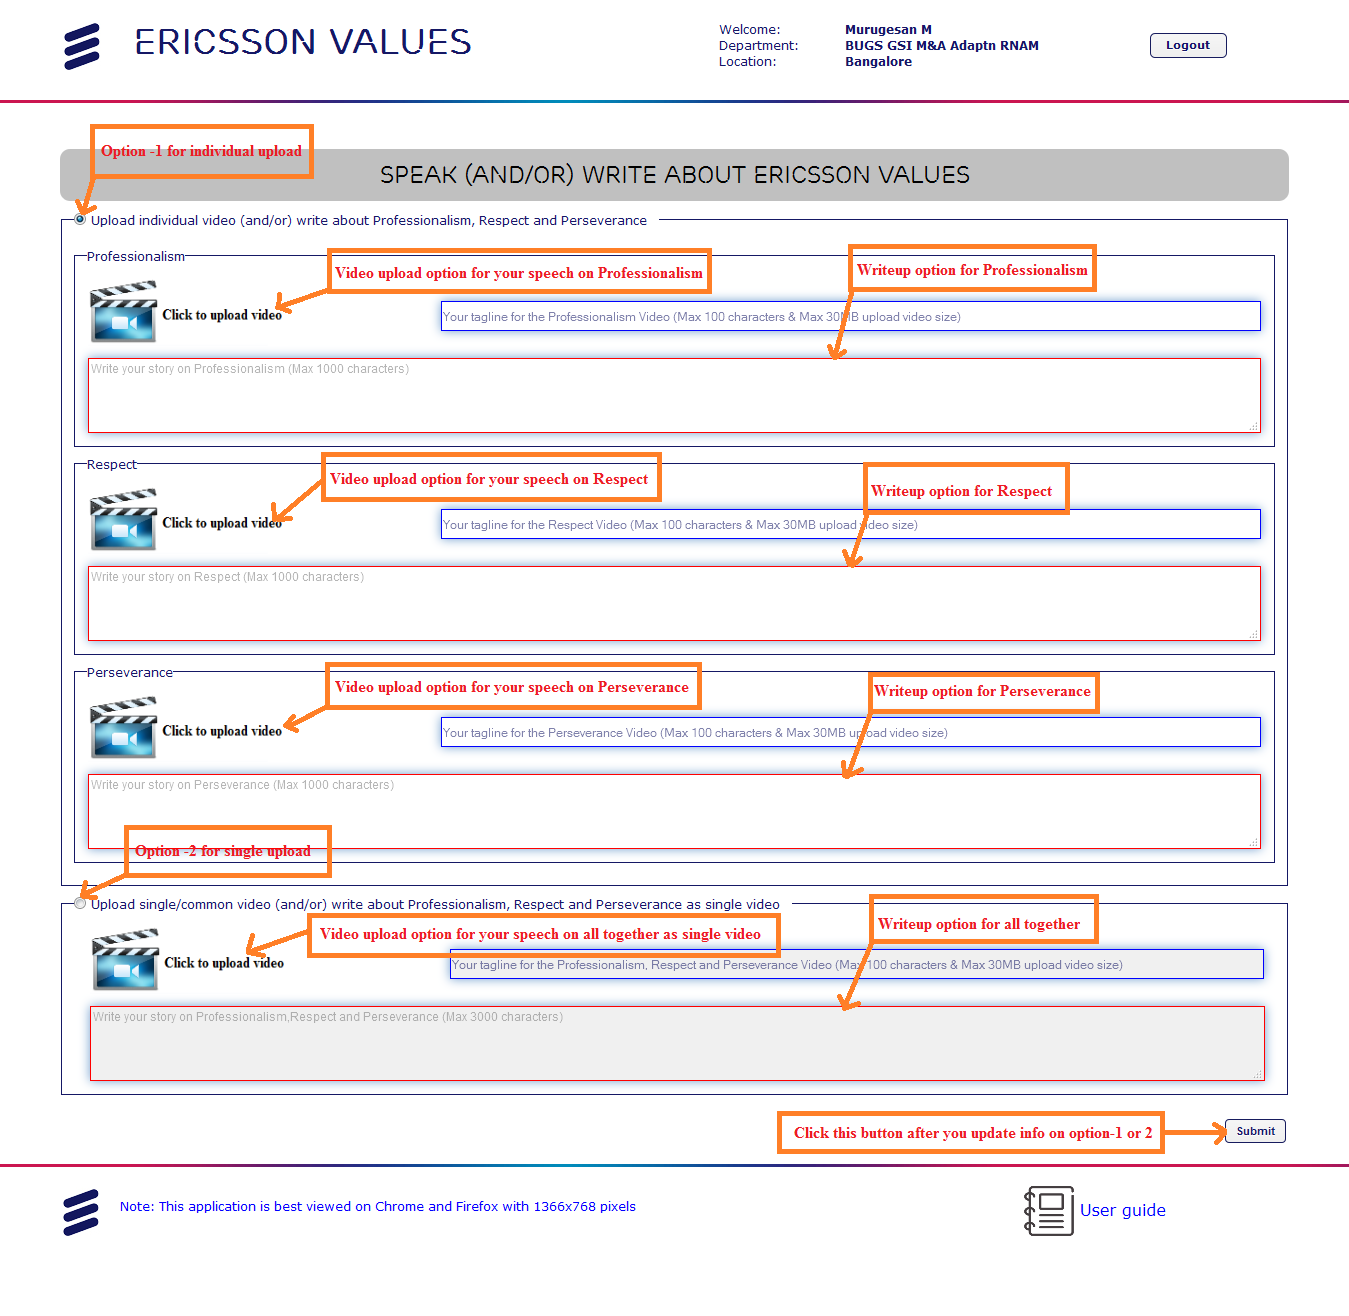 ERICSSON VALUES
Welcome: Murugesan M
Department: BUGS GSI M&A Adaptn RNAM
Location: Bangalore
Logout
Option -1 for individual upload
SPEAK (AND/OR) WRITE ABOUT ERICSSON VALUES
Upload individual video (and/or) write about Professionalism, Respect and Perseverance
Professionalism
Video upload option for your speech on Professionalism
Writeup option for Professionalism
Click to upload video
Your tagline for the Professionalism Video (Max 100 characters & Max 30MB upload video size)
Write your story on Professionalism (Max 1000 characters)
Respect
Video upload option for your speech on Respect
Writeup option for Respect
Click to upload video
Your tagline for the Respect Video (Max 100 characters & Max 30MB upload video size)
Write your story on Respect (Max 1000 characters)
Perseverance
Video upload option for your speech on Perseverance
Writeup option for Perseverance
Click to upload video
Your tagline for the Perseverance Video (Max 100 characters & Max 30MB upload video size)
Write your story on Perseverance (Max 1000 characters)
Option -2 for single upload
Upload single/common video (and/or) write about Professionalism, Respect and Perseverance as single video
Video upload option for your speech on all together as single video
Writeup option for all together
Click to upload video
Your tagline for the Professionalism, Respect and Perseverance Video (Max 100 characters & Max 30MB upload video size)
Write your story on Professionalism,Respect and Perseverance (Max 3000 characters)
Click this button after you update info on option-1 or 2
Submit
Note: This application is best viewed on Chrome and Firefox with 1366x768 pixels
User guide